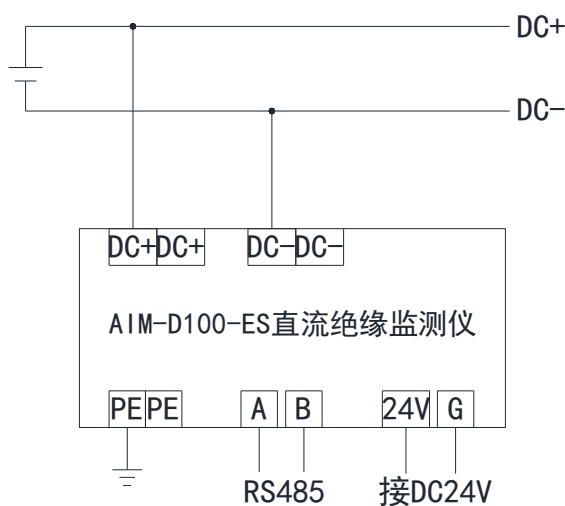 DC+
DC-
DC+ DC+ DC- DC-
AIM-D100-ES直流绝缘监测仪
PE PE A B 24V G
RS485 接DC24V